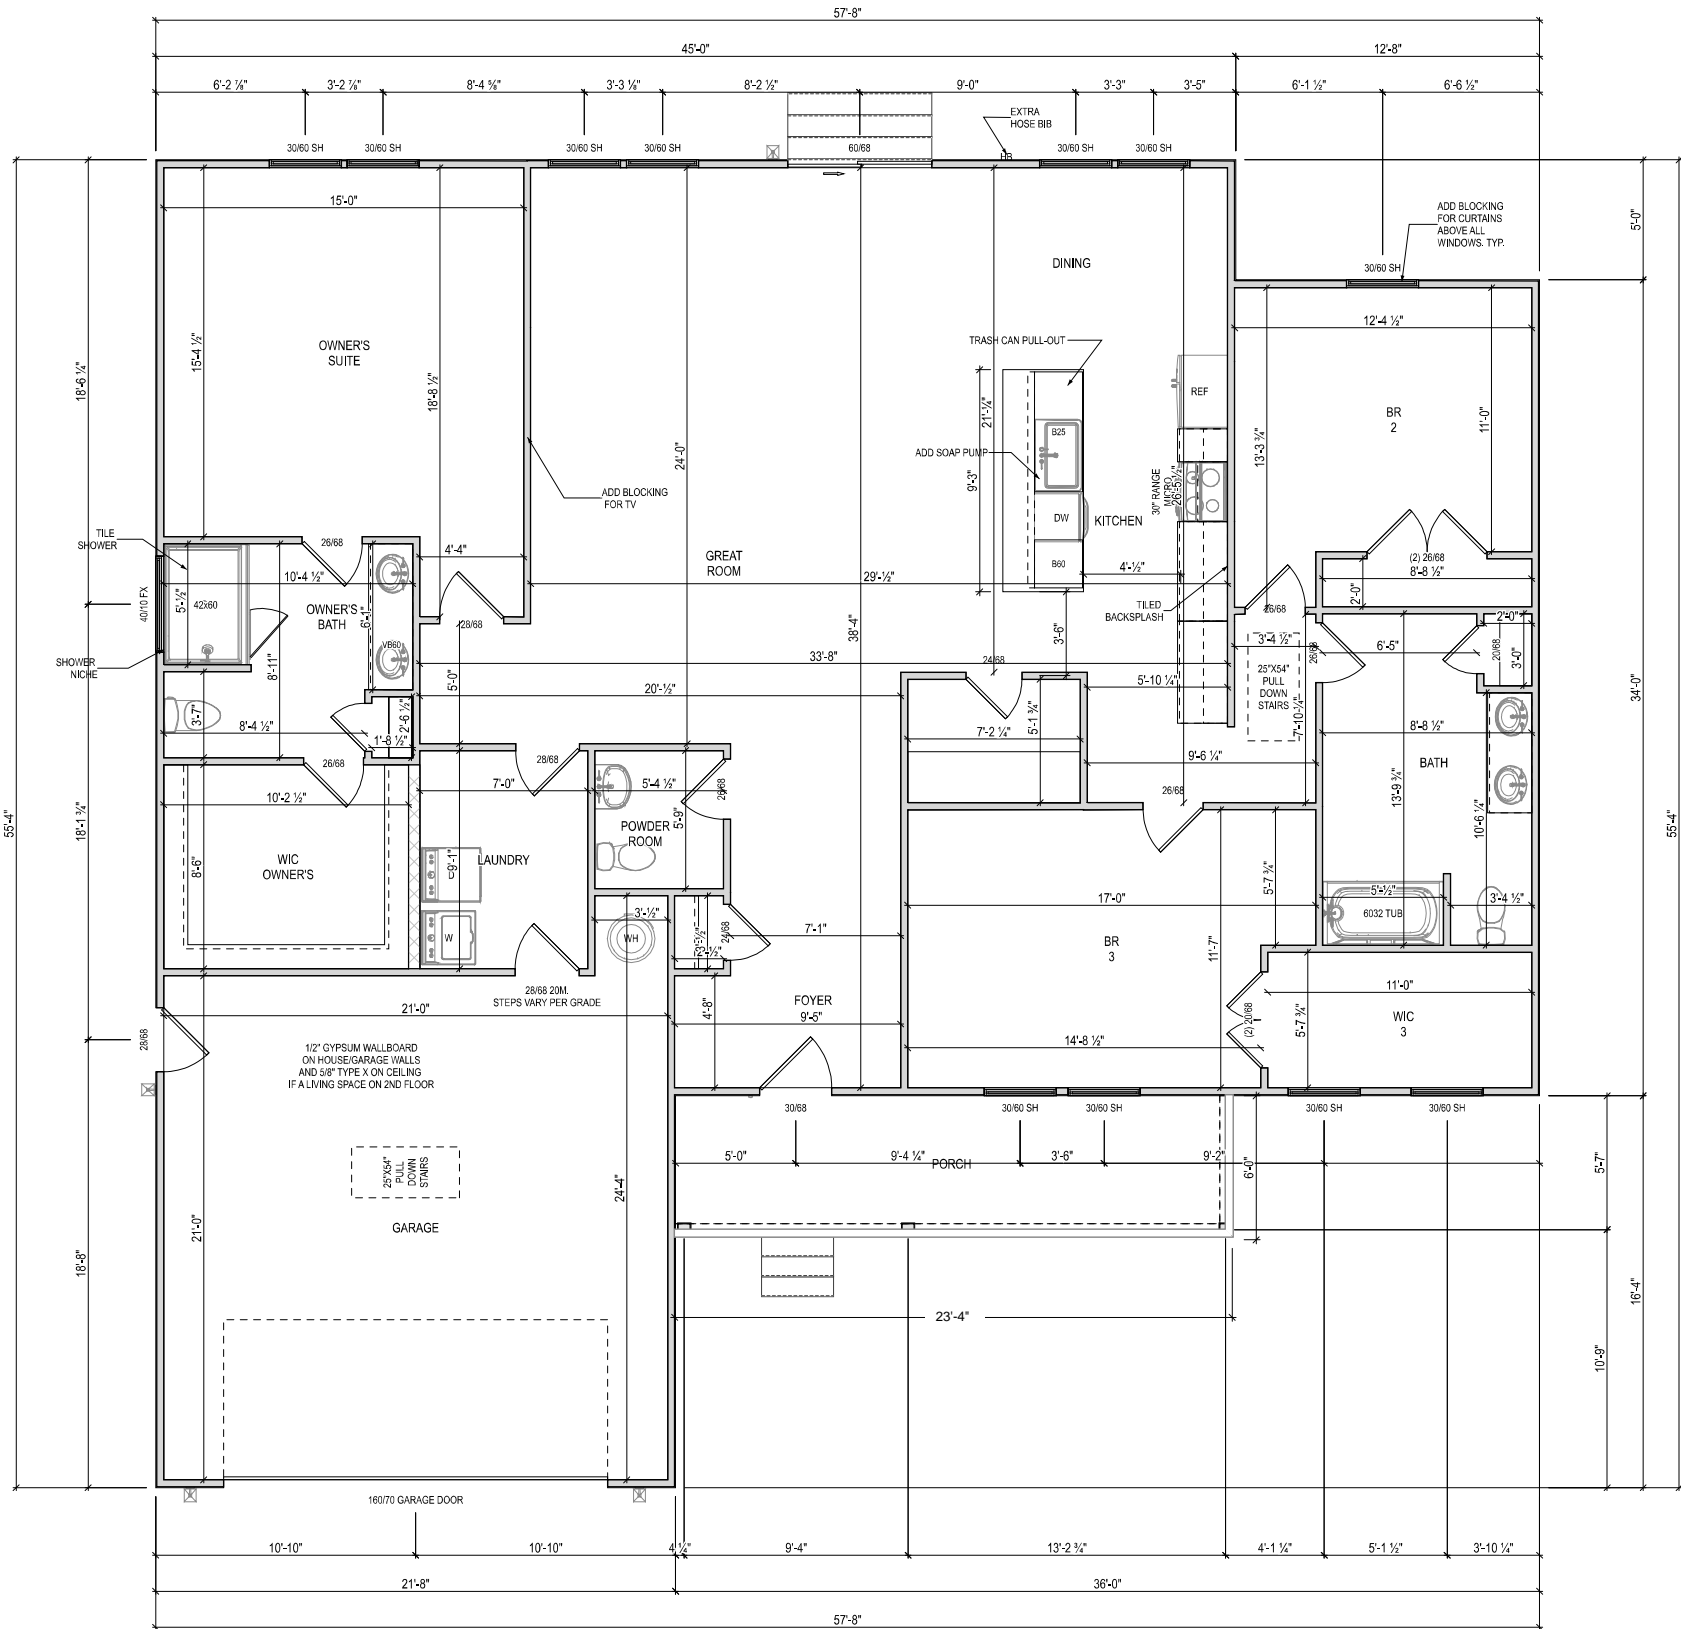 57'-8"
45'-0"
12'-8"
6'-2 ⅞"
3'-2 ⅞"
8'-4 ⅝"
3'-3 ⅛"
8'-2 ½"
9'-0"
3'-3"
3'-5"
6'-1 ½"
6'-6 ½"
EXTRA
HOSE BIB
30/60 SH
30/60 SH
30/60 SH
30/60 SH
60/68
HB
30/60 SH
30/60 SH
15'-0"
ADD BLOCKING
FOR CURTAINS
ABOVE ALL
WINDOWS. TYP.
5'-0"
DINING
30/60 SH
12'-4 ½"
OWNER'S
SUITE
15'-4 ½"
18'-8 ½"
18'-6 ¼"
TRASH CAN PULL-OUT
REF
21'-¼"
BR
2
11'-0"
13'-3 ¾"
B25
ADD SOAP PUMP
24'-0"
9'-3"
30" RANGE
MICRO
26'-5 ½"
ADD BLOCKING
FOR TV
DW
KITCHEN
TILE
SHOWER
26/68
4'-4"
GREAT
ROOM
B60
4'-½"
(2) 26/68
8'-8 ½"
10'-4 ½"
29'-½"
2'-0"
40/10 FX
5'-½"
42x60
OWNER'S
BATH
6'-1"
TILED
BACKSPLASH
26/68
2'-0"
28/68
38'-4"
3'-6"
3'-4 ½"
6'-5"
20/68
3'-0"
VB60
SHOWER
NICHE
8'-11"
33'-8"
24/68
26/68
25"X54"
PULL
DOWN
STAIRS
5'-0"
20'-½"
5'-10 ¼"
34'-0"
3'-7"
8'-4 ½"
2'-6 ½"
1'-8 ½"
5'-1 ¾"
7'-2 ¼"
7'-10 ¼"
8'-8 ½"
26/68
28/68
9'-6 ¼"
BATH
10'-2 ½"
7'-0"
5'-4 ½"
26/68
26/68
13'-9 ¾"
18'-1 ¾"
55'-4"
55'-4"
5'-9"
POWDER
ROOM
10'-6 ¼"
WIC
OWNER'S
8'-6"
9'-1"
LAUNDRY
5'-7 ¾"
17'-0"
5'-½"
3'-4 ½"
6032 TUB
3'-½"
WH
W
3'-½"
24/68
2'-½"
7'-1"
BR
3
11'-7"
28/68 20M.
STEPS VARY PER GRADE
21'-0"
4'-8"
FOYER
9'-5"
11'-0"
WIC
3
5'-7 ¾"
(2) 20/68
28/68
1/2" GYPSUM WALLBOARD
ON HOUSE/GARAGE WALLS
AND 5/8" TYPE X ON CEILING
IF A LIVING SPACE ON 2ND FLOOR
14'-8 ½"
30/68
30/60 SH
30/60 SH
30/60 SH
30/60 SH
5'-0"
9'-4 ¼"
PORCH
3'-6"
9'-2"
6'-0"
5'-7"
25"X54"
PULL
DOWN
STAIRS
24'-4"
21'-0"
GARAGE
18'-8"
16'-4"
23'-4"
10'-9"
160/70 GARAGE DOOR
10'-10"
10'-10"
4 ¼"
9'-4"
13'-2 ¾"
4'-1 ¼"
5'-1 ½"
3'-10 ¼"
21'-8"
36'-0"
57'-8"